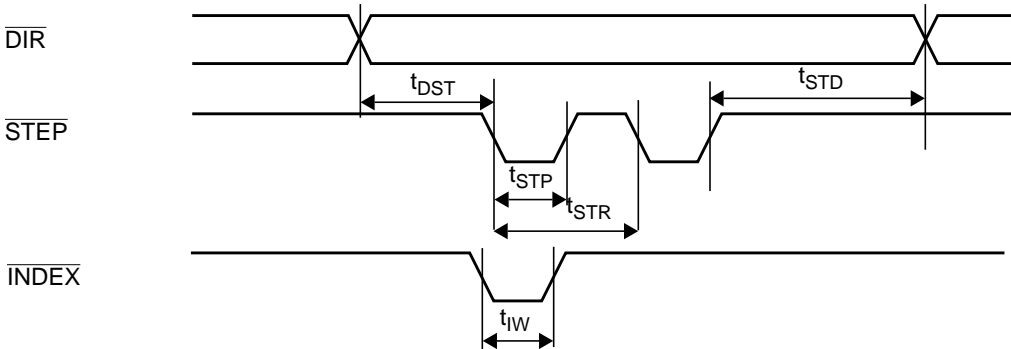 DIR
tDST
tSTD
STEP
tSTP
tSTR
INDEX
tIW